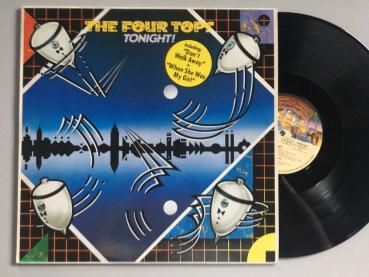 THE FOUR TOPS
TONIGHT!
including:
"Don't
Walk Away"
+
"When She Was
My Girl"